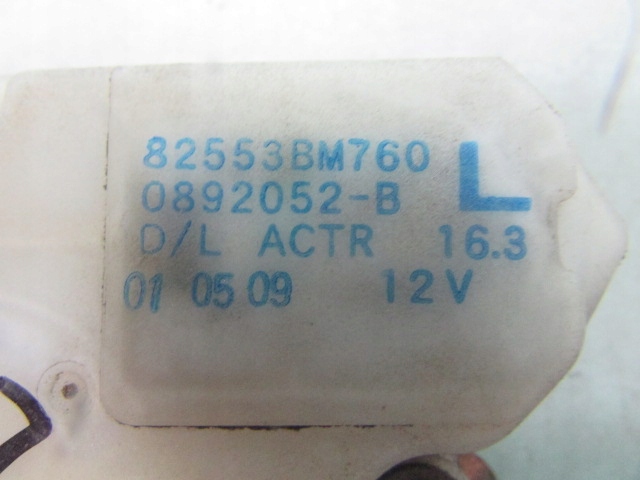 82553BM760 L
0892052-B
D/L ACTR 16.3
01 05 09 12V